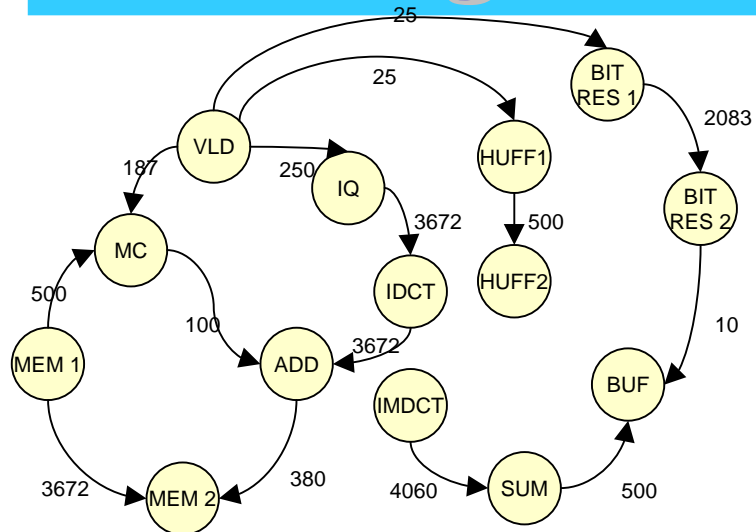 25
BIT
RES 1
25
2083
VLD
HUFF1
187
250
IQ
BIT
RES 2
3672
500
MC
IDCT
HUFF2
500
100
10
3672
MEM 1
ADD
BUF
IMDCT
3672
380
4060
500
MEM 2
SUM